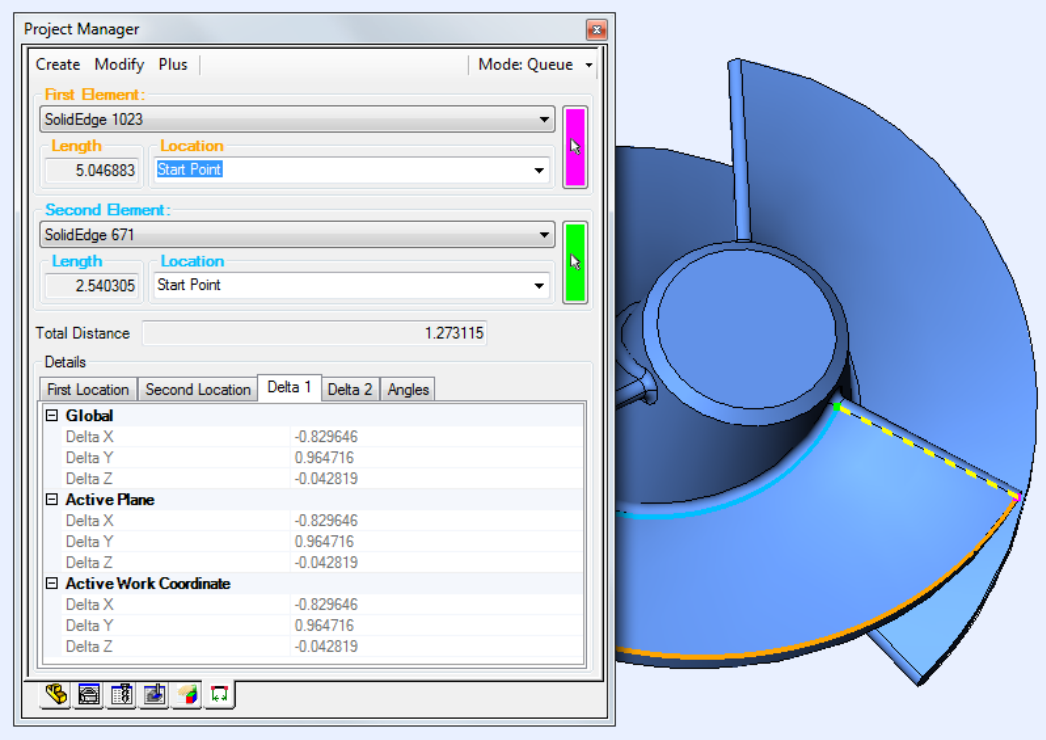 Project Manager
Create Modify Plus Mode: Queue
First Element:
SolidEdge 1023
Length Location
5.046883 Start Point
Second Element:
SolidEdge 671
Length Location
2.540305 Start Point
Total Distance 1.273115
Details
First Location Second Location Delta 1 Delta 2 Angles
Global
Delta X -0.829646
Delta Y 0.964716
Delta Z -0.042819
Active Plane
Delta X -0.829646
Delta Y 0.964716
Delta Z -0.042819
Active Work Coordinate
Delta X -0.829646
Delta Y 0.964716
Delta Z -0.042819